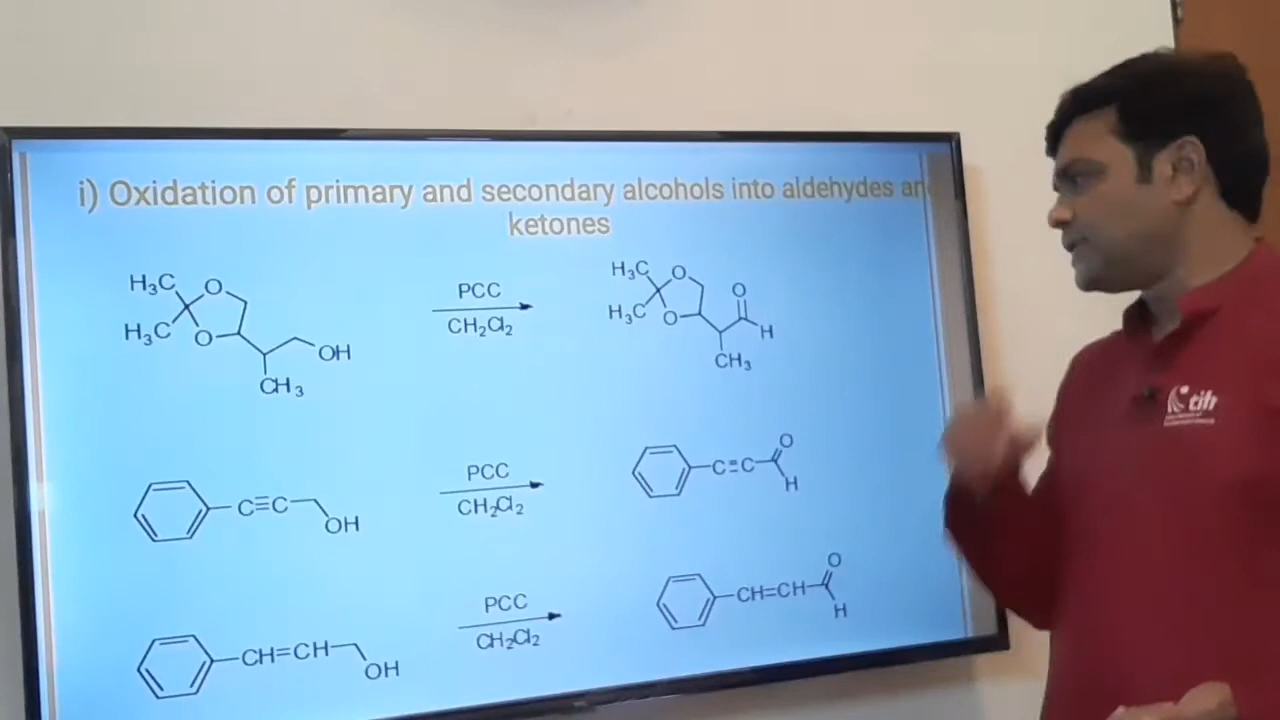 i) Oxidation of primary and secondary alcohols into aldehydes an
ketones
H₃C
O
H₃C
O
OH
CH₃
PCC
CH₂Cl₂
H₃C
O
O
H₃C
O
H
CH₃
C≡C
OH
PCC
CH₂Cl₂
C≡C
O
H
CH=CH
OH
PCC
CH₂Cl₂
CH=CH
O
H
tih